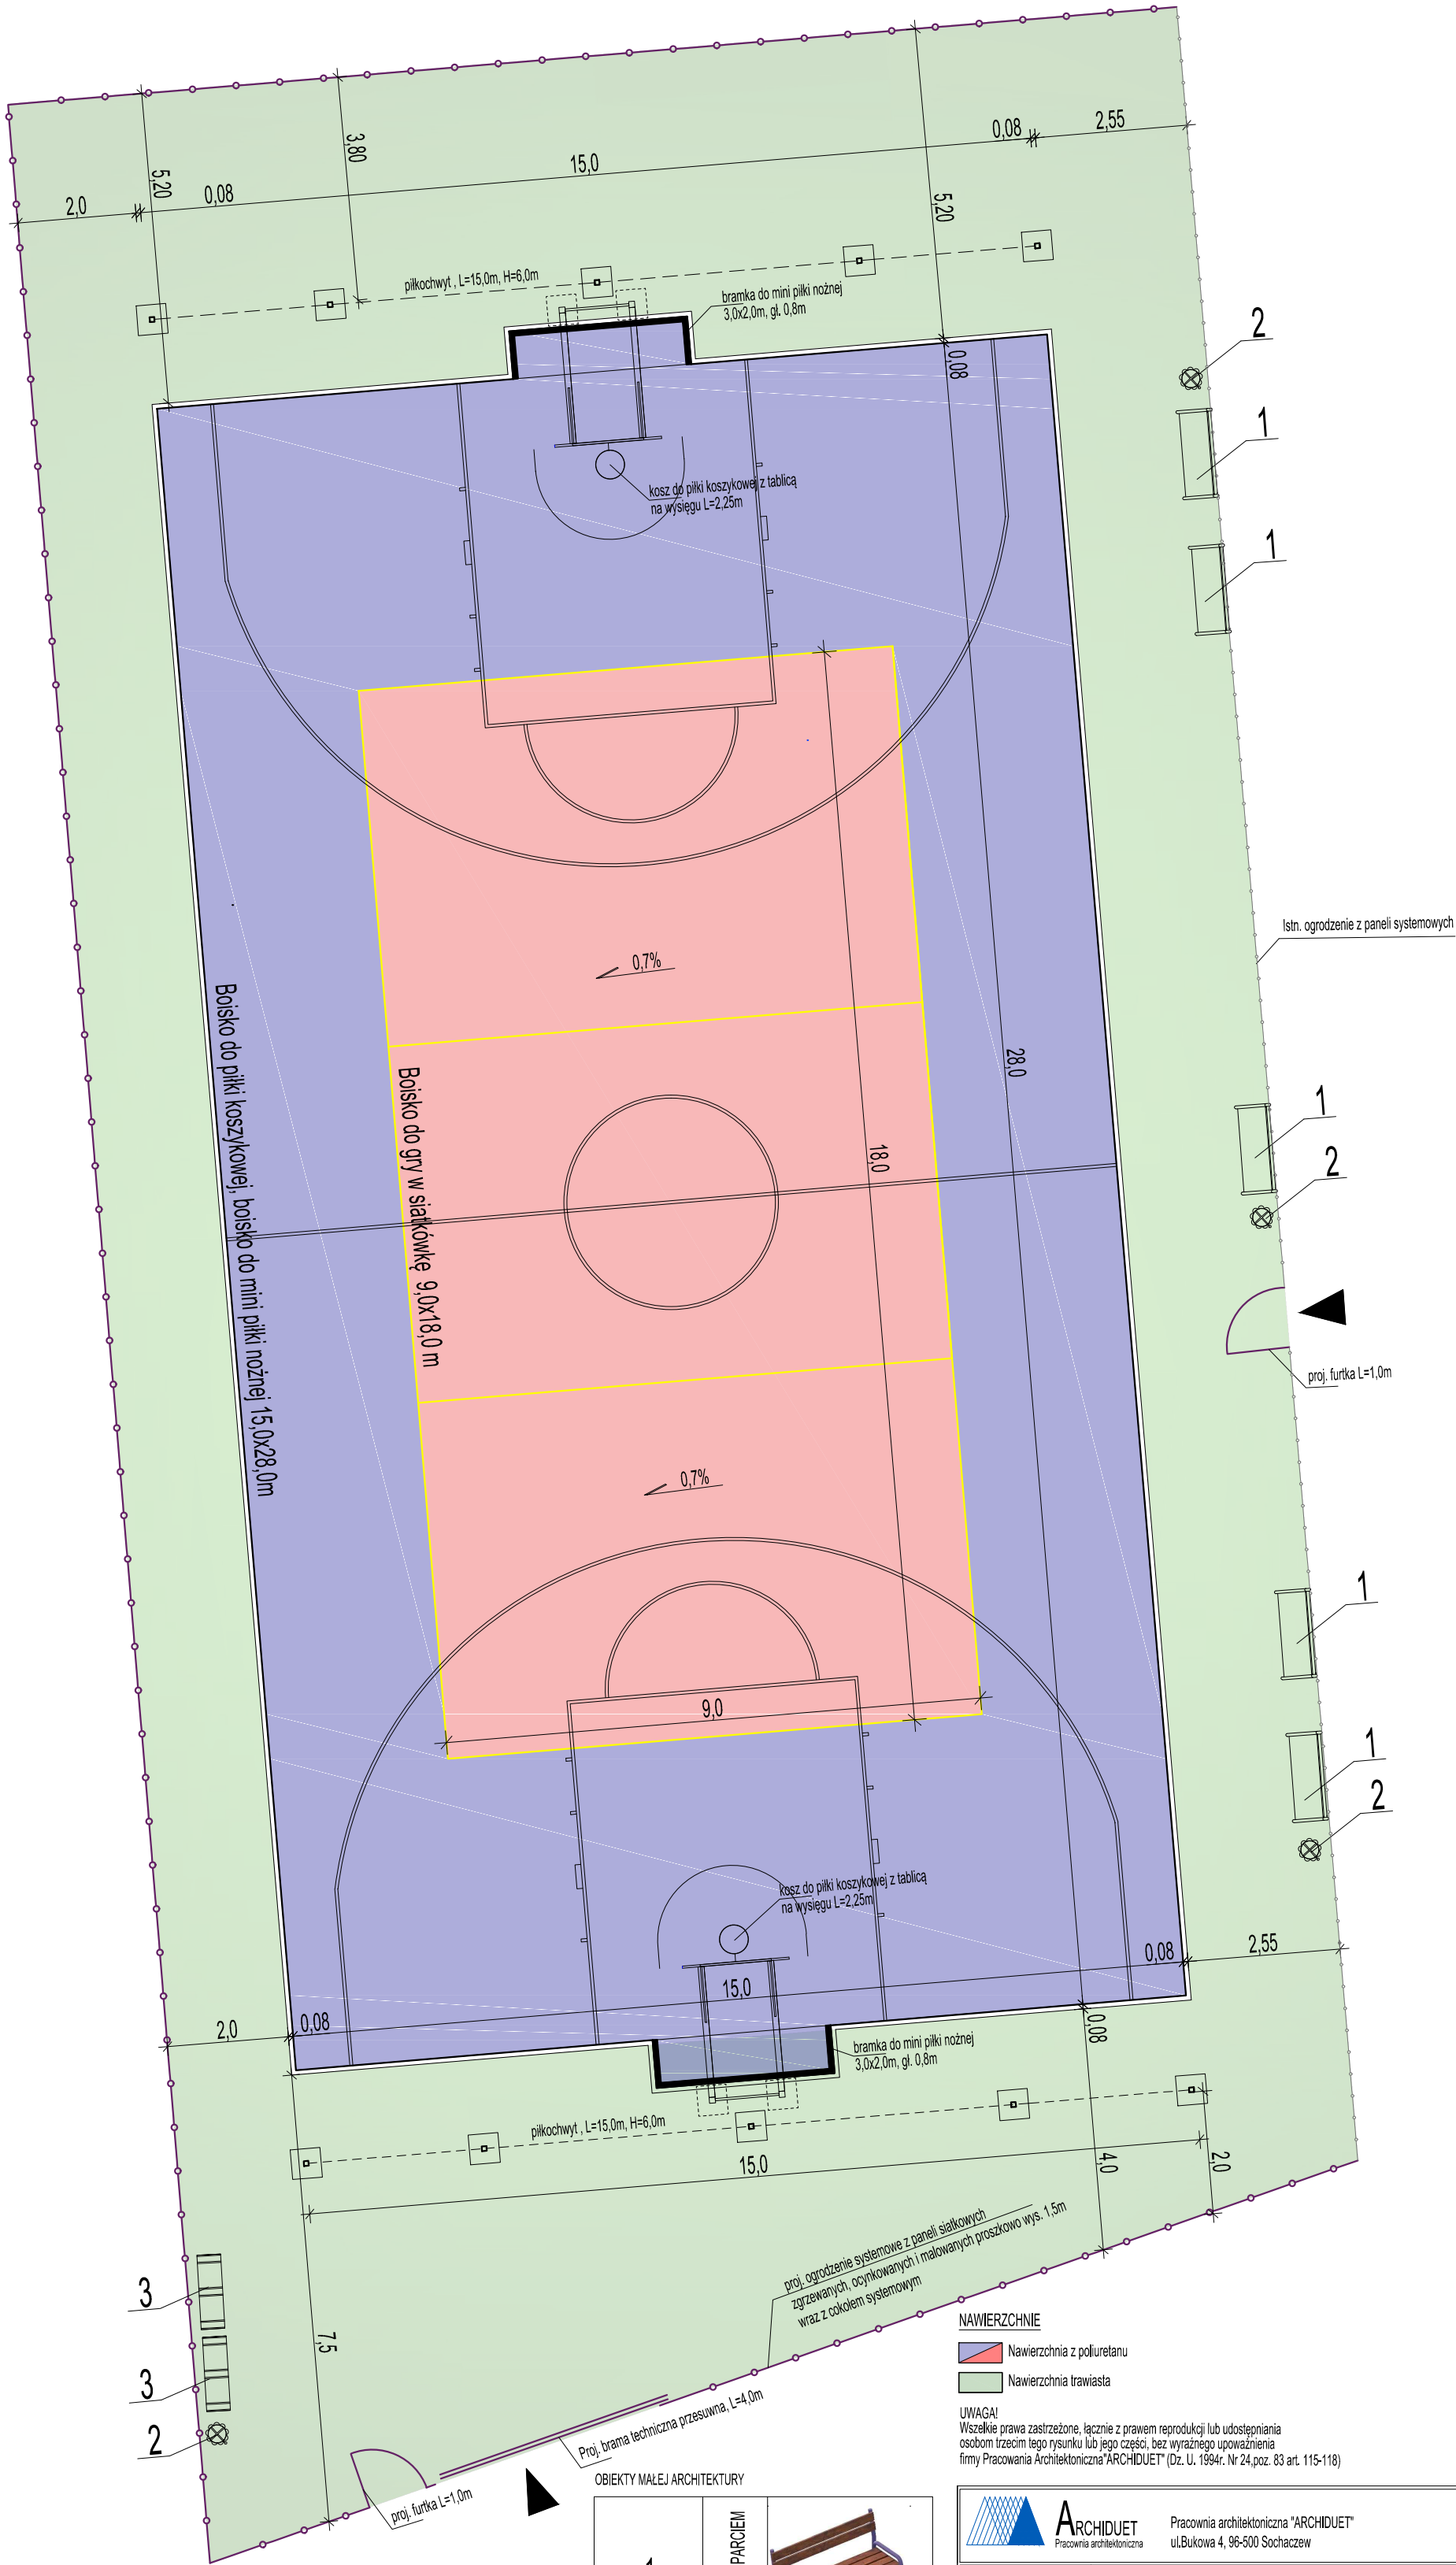 5,20
3,80
0,08
2,55
15,0
5,20
2,0
0,08
piłkochwyt , L=15,0m, H=6,0m
bramka do mini piłki nożnej
3,0x2,0m, gł. 0,8m
2
0,08
1
kosz do piłki koszykowej z tablicą
na wysięgu L=2,25m
1
Istn. ogrodzenie z paneli systemowych
0,7%
Boisko do piłki koszykowej, boisko do mini piłki nożnej 15,0x28,0m
Boisko do gry w siatkówkę 9,0x18,0 m
28,0
18,0
1
2
proj. furtka L=1,0m
0,7%
1
9,0
1
2
kosz do piłki koszykowej z tablicą
na wysięgu L=2,25m
0,08
2,55
15,0
2,0
0,08
0,08
bramka do mini piłki nożnej
3,0x2,0m, gł. 0,8m
piłkochwyt , L=15,0m, H=6,0m
15,0
4,0
2,0
proj. ogrodzenie systemowe z paneli siatkowych
zgrzewanych, ocynkowanych i malowanych proszkowo wys. 1,5m
wraz z cokołem systemowym
3
7,5
3
2
Proj. brama techniczna przesuwna, L=4,0m
proj. furtka L=1,0m
NAWIERZCHNIE
Nawierzchnia z poliuretanu
Nawierzchnia trawiasta
UWAGA!
Wszelkie prawa zastrzeżone, łącznie z prawem reprodukcji lub udostępniania
osobom trzecim tego rysunku lub jego części, bez wyraźnego upoważnienia
firmy Pracowania Architektoniczna"ARCHIDUET" (Dz. U. 1994r. Nr 24,poz. 83 art. 115-118)
OBIEKTY MAŁEJ ARCHITEKTURY
PARCIEM
ARCHIDUET
Pracownia architektoniczna
Pracownia architektoniczna "ARCHIDUET"
ul.Bukowa 4, 96-500 Sochaczew